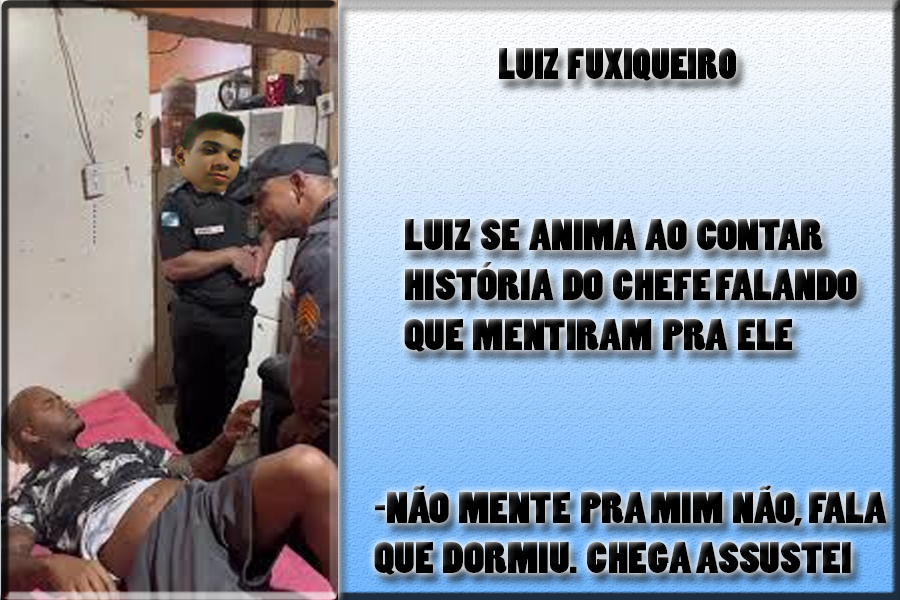 LUIZ FUXIQUEIRO
LUIZ SE ANIMA AO CONTAR
HISTÓRIA DO CHEFE FALANDO
QUE MENTIRAM PRA ELE
-NÃO MENTE PRA MIM NÃO, FALA
QUE DORMIU. CHEGA ASSUSTEI